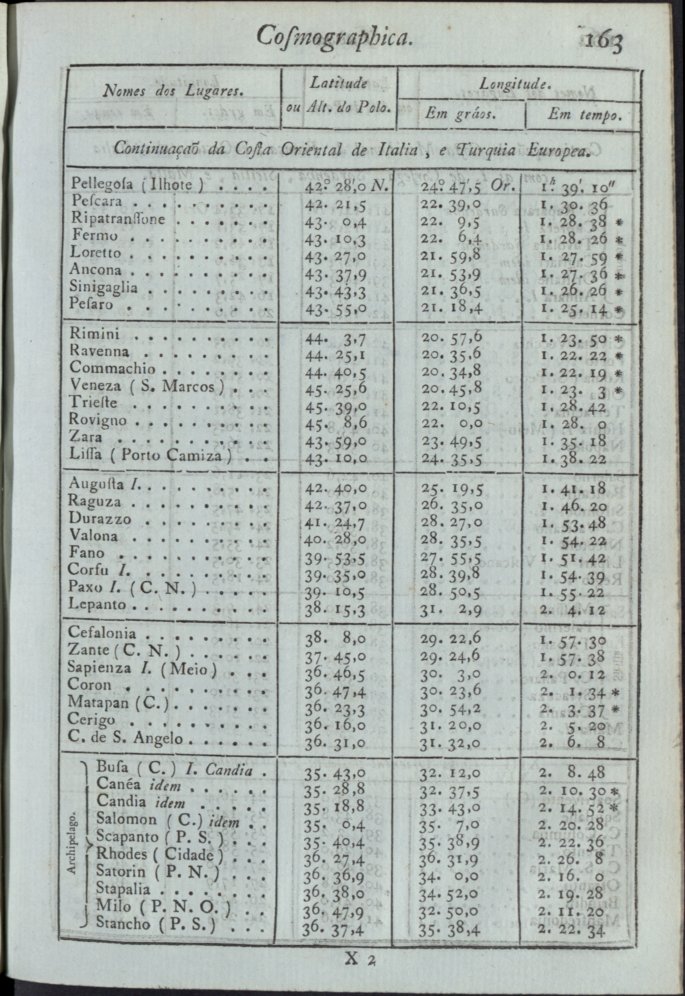 Coſmographica. 163
Nomes dos Lugares. Latitude ou Alt. do Polo. Longitude.
Em gráos. Em tempo.
Continuaçaõ da Coſta Oriental de Italia , e Turquia Europea.
Pellegoſa ( Ilhote ) . . . . 42.° 28,′0 N. 24.° 47,′5 Or. 1.ʰ 39.′ 10″
Peſcara . . . . . . . . . 42. 21,5 22. 39,0 1. 30. 36
Ripatranſſone . . . . . . 43. 0,4 22. 9,5 1. 28. 38 *
Fermo . . . . . . . . . 43. 10,3 22. 6,4 1. 28. 26 *
Loretto . . . . . . . . . 43. 27,0 21. 59,8 1. 27. 59 *
Ancona . . . . . . . . . 43. 37,9 21. 53,9 1. 27. 36 *
Sinigaglia . . . . . . . . 43. 43,3 21. 36,5 1. 26. 26 *
Peſaro . . . . . . . . . 43. 55,0 21. 18,4 1. 25. 14 *
Rimini . . . . . . . . . 44. 3,7 20. 57,6 1. 23. 50 *
Ravenna . . . . . . . . 44. 25,1 20. 35,6 1. 22. 22 *
Commachio . . . . . . . 44. 40,5 20. 34,8 1. 22. 19 *
Veneza ( S. Marcos ) . . . 45. 25,6 20. 45,8 1. 23. 3 *
Trieſte . . . . . . . . . 45. 39,0 22. 10,5 1. 28. 42
Rovigno . . . . . . . . 45. 8,6 22. 0,0 1. 28. 0
Zara . . . . . . . . . . 43. 59,0 23. 49,5 1. 35. 18
Liſſa ( Porto Camiza ) . . 43. 10,0 24. 35,5 1. 38. 22
Auguſta I. . . . . . . . . 42. 40,0 25. 19,5 1. 41. 18
Raguza . . . . . . . . . 42. 37,0 26. 35,0 1. 46. 20
Durazzo . . . . . . . . 41. 24,7 28. 27,0 1. 53. 48
Valona . . . . . . . . . 40. 28,0 28. 35,5 1. 54. 22
Fano . . . . . . . . . . 39. 53,5 27. 55,5 1. 51. 42
Corfu I. . . . . . . . . . 39. 35,0 28. 39,8 1. 54. 39
Paxo I. ( C. N. ) . . . . . 39. 10,5 28. 50,5 1. 55. 22
Lepanto . . . . . . . . . 38. 15,3 31. 2,9 2. 4. 12
Cefalonia . . . . . . . . 38. 8,0 29. 22,6 1. 57. 30
Zante ( C. N. ) . . . . . . 37. 45,0 29. 24,6 1. 57. 38
Sapienza I. ( Meio ) . . . 36. 46,5 30. 3,0 2. 0. 12
Coron . . . . . . . . . 36. 47,4 30. 23,6 2. 1. 34 *
Matapan ( C. ) . . . . . . 36. 23,3 30. 54,2 2. 3. 37 *
Cerigo . . . . . . . . . 36. 16,0 31. 20,0 2. 5. 20
C. de S. Angelo . . . . . . 36. 31,0 31. 32,0 2. 6. 8
Archipelago.
Buſa ( C. ) I. Candia . 35. 43,0 32. 12,0 2. 8. 48
Canéa idem . . . . . . 35. 28,8 32. 37,5 2. 10. 30 *
Candia idem . . . . . 35. 18,8 33. 43,0 2. 14. 52 *
Salomon ( C. ) idem . . 35. 0,4 35. 7,0 2. 20. 28
Scapanto ( P. S. ) . . . 35. 40,4 35. 38,9 2. 22. 36
Rhodes ( Cidade ) . . . 36. 27,4 36. 31,9 2. 26. 8
Satorin ( P. N. ) . . . 36. 36,9 34. 0,0 2. 16. 0
Stapalia . . . . . . . 36. 38,0 34. 52,0 2. 19. 28
Milo ( P. N. O. ) . . . 36. 47,9 32. 50,0 2. 11. 20
Stancho ( P. S. ) . . . 36. 37,4 35. 38,4 2. 22. 34
X 2